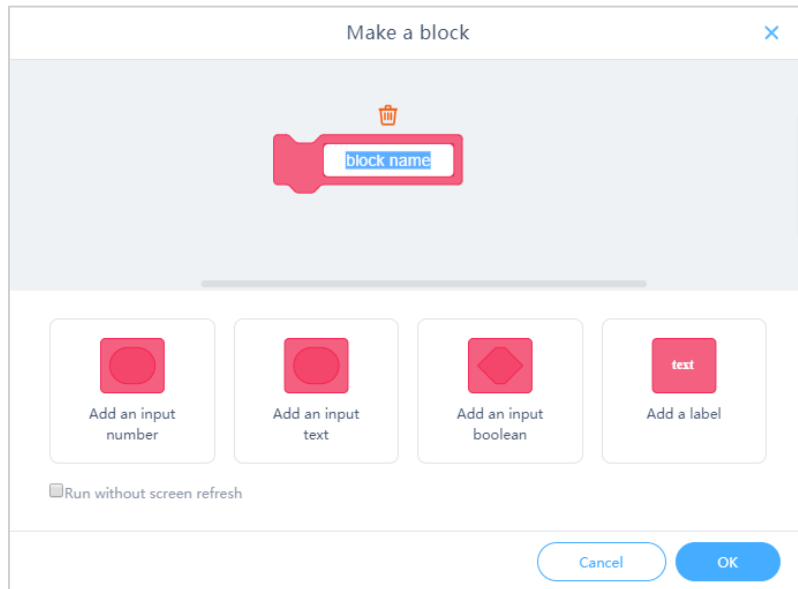 Make a block
block name
text
Add an input
number
Add an input
text
Add an input
boolean
Add a label
Run without screen refresh
Cancel
OK